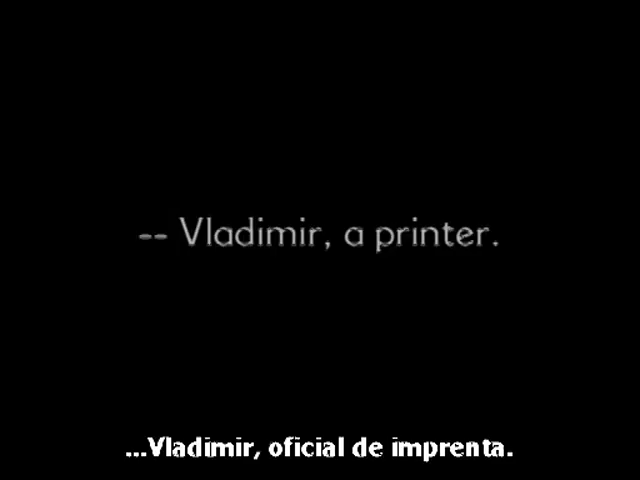 -- Vladimir, a printer.
...Vladimir, oficial de imprenta.